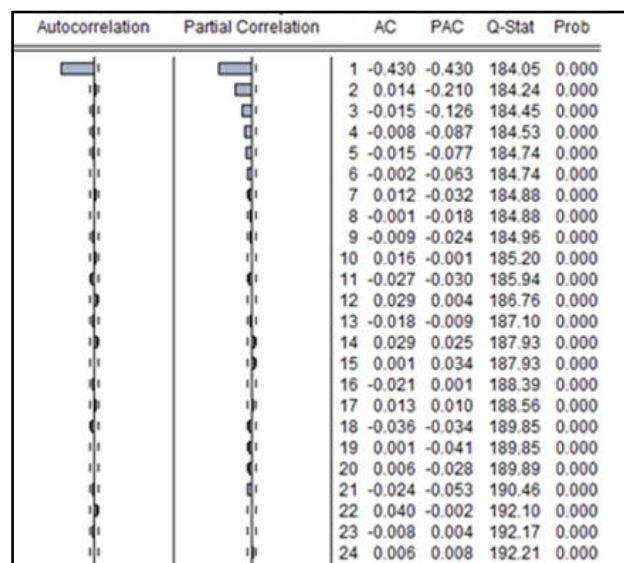 Autocorrelation Partial Correlation AC PAC Q-Stat Prob
1 -0.430 -0.430 184.05 0.000
2 0.014 -0.210 184.24 0.000
3 -0.015 -0.126 184.45 0.000
4 -0.008 -0.087 184.53 0.000
5 -0.015 -0.077 184.74 0.000
6 -0.002 -0.063 184.74 0.000
7 0.012 -0.032 184.88 0.000
8 -0.001 -0.018 184.88 0.000
9 -0.009 -0.024 184.96 0.000
10 0.016 -0.001 185.20 0.000
11 -0.027 -0.030 185.94 0.000
12 0.029 0.004 186.76 0.000
13 -0.018 -0.009 187.10 0.000
14 0.029 0.025 187.93 0.000
15 0.001 0.034 187.93 0.000
16 -0.021 0.001 188.39 0.000
17 0.013 0.010 188.56 0.000
18 -0.036 -0.034 189.85 0.000
19 0.001 -0.041 189.85 0.000
20 0.006 -0.028 189.89 0.000
21 -0.024 -0.053 190.46 0.000
22 0.040 -0.002 192.10 0.000
23 -0.008 0.004 192.17 0.000
24 0.006 0.008 192.21 0.000